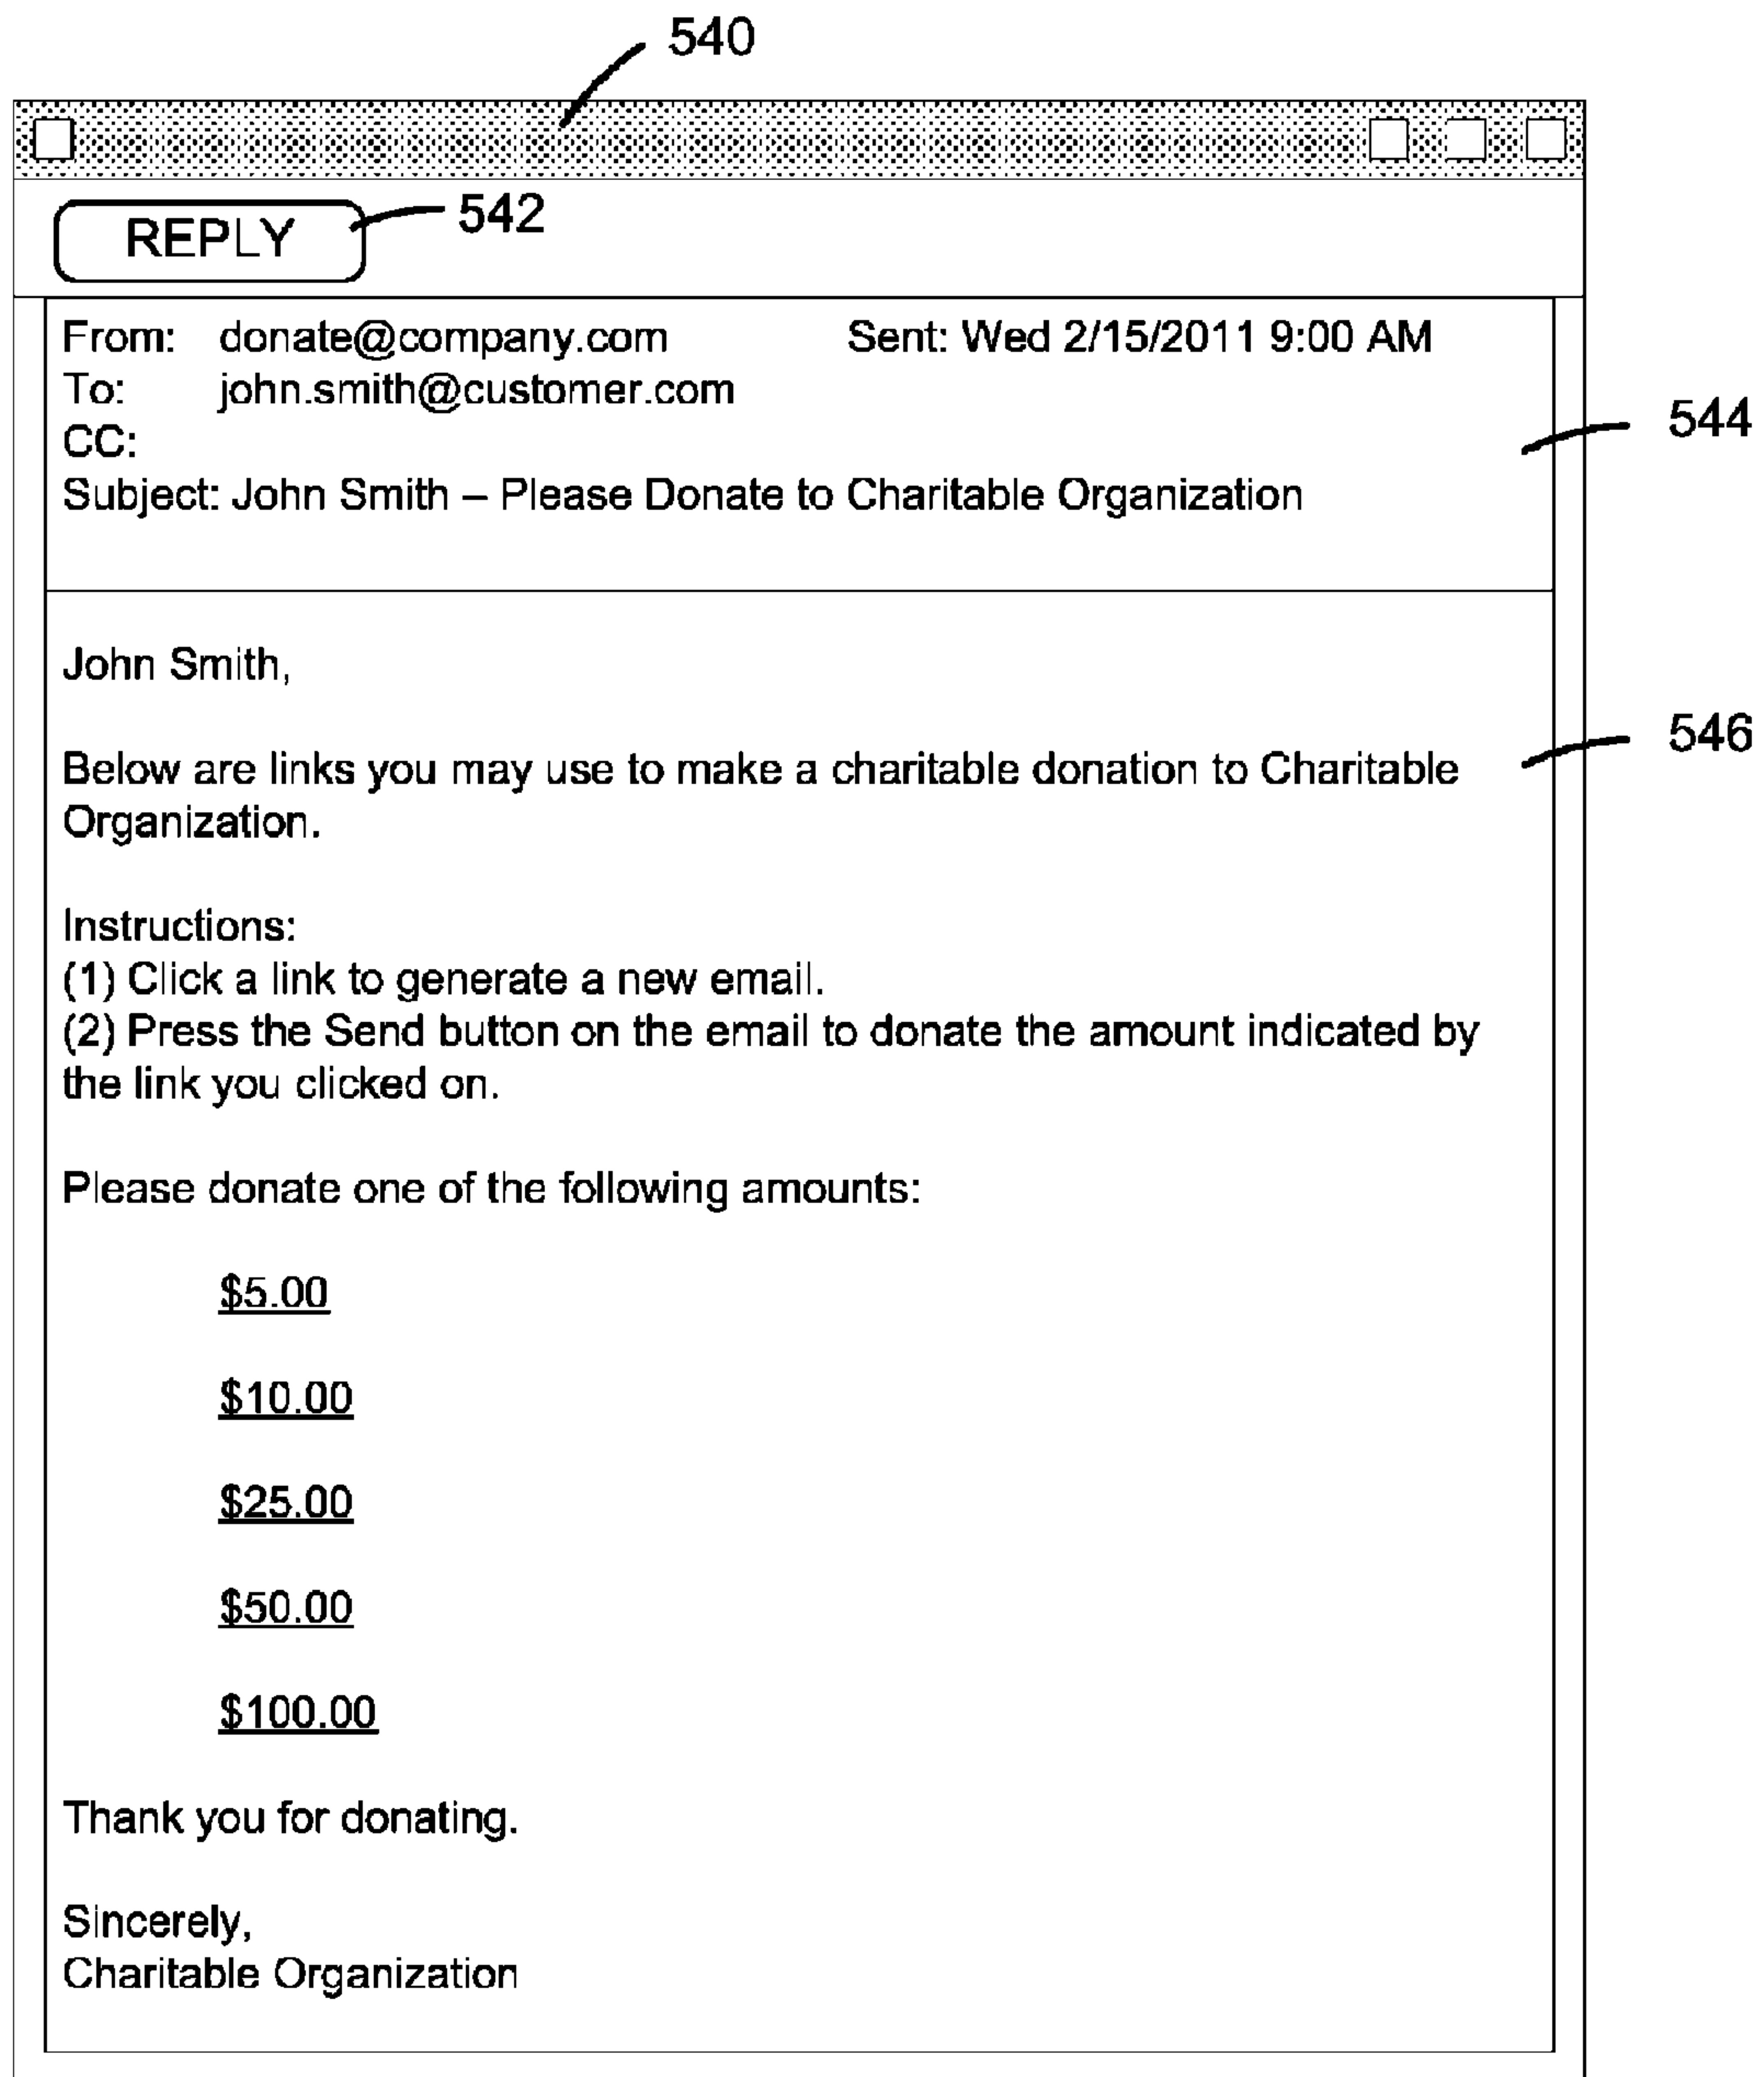 540
REPLY 542
From: donate@company.com Sent: Wed 2/15/2011 9:00 AM
To: john.smith@customer.com
CC:
544
Subject: John Smith – Please Donate to Charitable Organization
John Smith,
546
Below are links you may use to make a charitable donation to Charitable
Organization.
Instructions:
(1) Click a link to generate a new email.
(2) Press the Send button on the email to donate the amount indicated by
the link you clicked on.
Please donate one of the following amounts:
$5.00
$10.00
$25.00
$50.00
$100.00
Thank you for donating.
Sincerely,
Charitable Organization